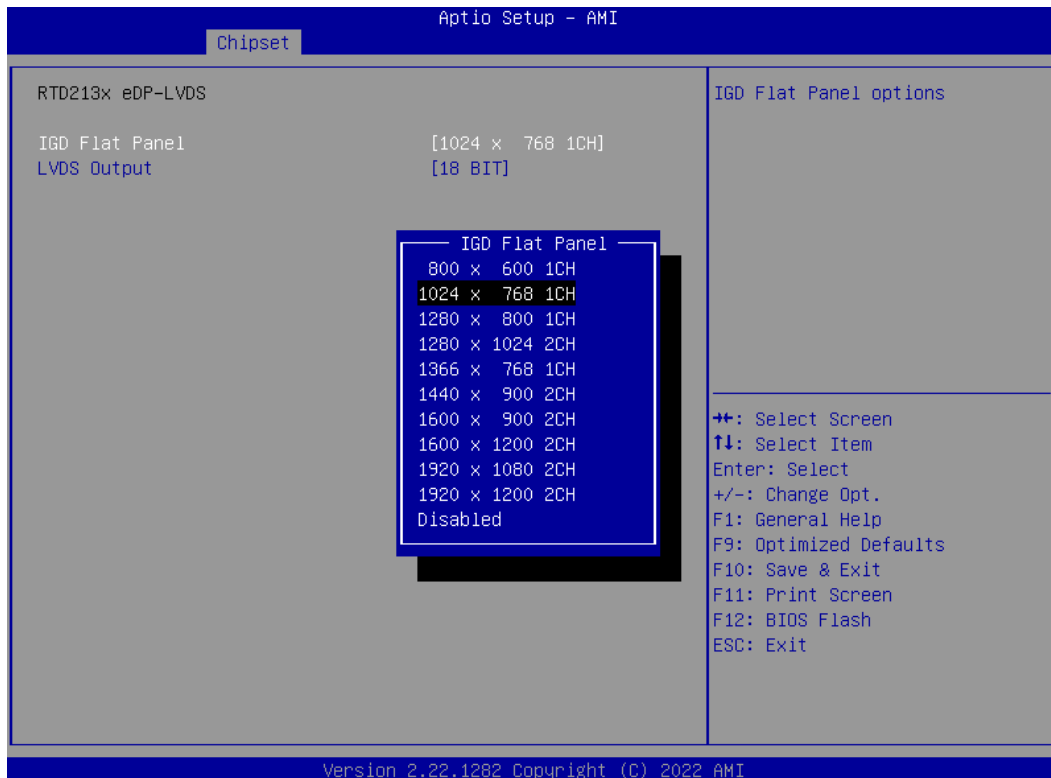 Aptio Setup – AMI
Chipset
RTD213x eDP-LVDS
IGD Flat Panel [1024 x  768 1CH]
LVDS Output [18 BIT]
IGD Flat Panel
800 x  600 1CH
1024 x  768 1CH
1280 x  800 1CH
1280 x 1024 2CH
1366 x  768 1CH
1440 x  900 2CH
1600 x  900 2CH
1600 x 1200 2CH
1920 x 1080 2CH
1920 x 1200 2CH
Disabled
IGD Flat Panel options
→←: Select Screen
↑↓: Select Item
Enter: Select
+/-: Change Opt.
F1: General Help
F9: Optimized Defaults
F10: Save & Exit
F11: Print Screen
F12: BIOS Flash
ESC: Exit
Version 2.22.1282 Copyright (C) 2022 AMI